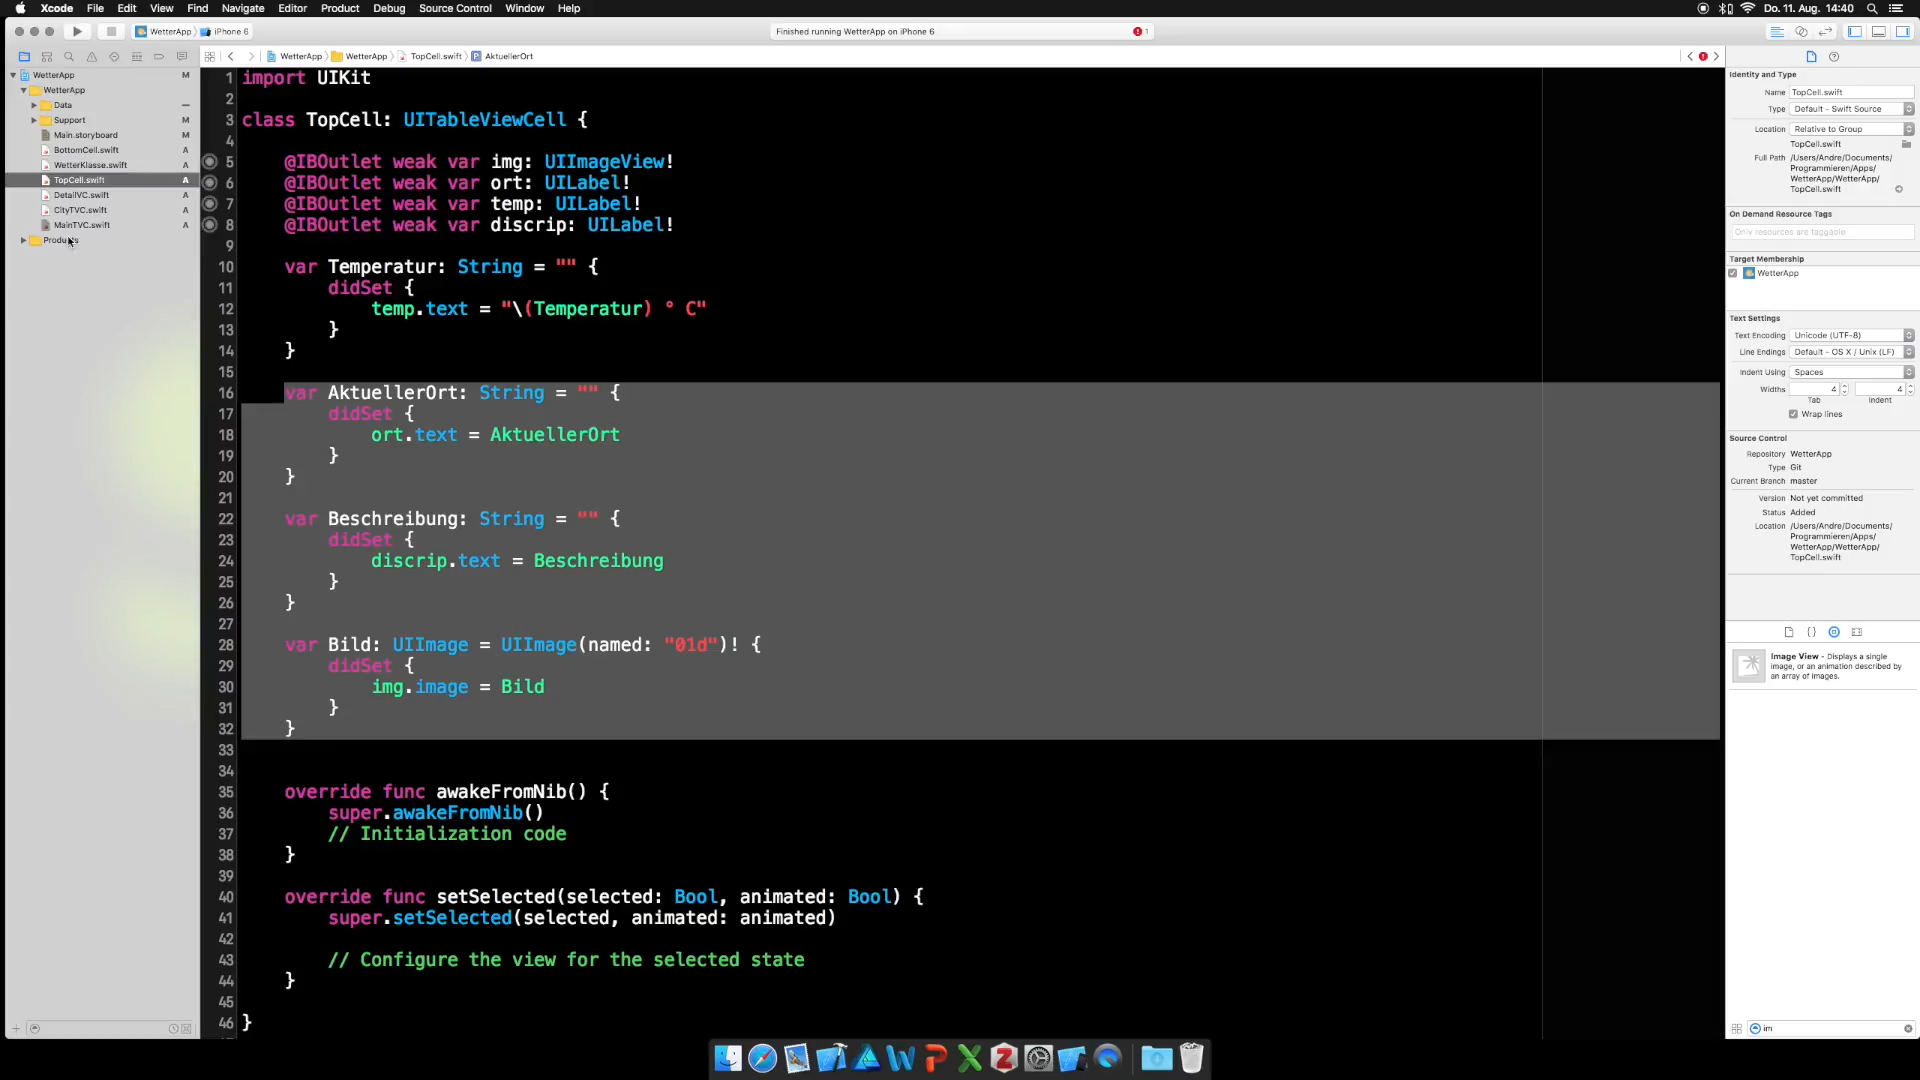 Xcode File Edit View Find Navigate Editor Product Debug Source Control Window Help Do. 11. Aug. 14:40
WetterApp iPhone 6 Finished running WetterApp on iPhone 6 1
WetterApp WetterApp TopCell.swift P AktuellerOrt
WetterApp M
WetterApp
Data
Support M
Main.storyboard M
BottomCell.swift A
WetterKlasse.swift A
TopCell.swift A
DetailVC.swift A
CityTVC.swift A
MainTVC.swift A
Products
1 import UIKit
2
3 class TopCell: UITableViewCell {
4
5 @IBOutlet weak var img: UIImageView!
6 @IBOutlet weak var ort: UILabel!
7 @IBOutlet weak var temp: UILabel!
8 @IBOutlet weak var discrip: UILabel!
9
10 var Temperatur: String = "" {
11 didSet {
12 temp.text = "\(Temperatur) ° C"
13 }
14 }
15
16 var AktuellerOrt: String = "" {
17 didSet {
18 ort.text = AktuellerOrt
19 }
20 }
21
22 var Beschreibung: String = "" {
23 didSet {
24 discrip.text = Beschreibung
25 }
26 }
27
28 var Bild: UIImage = UIImage(named: "01d")! {
29 didSet {
30 img.image = Bild
31 }
32 }
33
34
35 override func awakeFromNib() {
36 super.awakeFromNib()
37 // Initialization code
38 }
39
40 override func setSelected(selected: Bool, animated: Bool) {
41 super.setSelected(selected, animated: animated)
42
43 // Configure the view for the selected state
44 }
45
46 }
Identity and Type
Name TopCell.swift
Type Default - Swift Source
Location Relative to Group
TopCell.swift
Full Path /Users/Andre/Documents/
Programmieren/Apps/
WetterApp/WetterApp/
TopCell.swift
On Demand Resource Tags
Only resources are taggable
Target Membership
WetterApp
Text Settings
Text Encoding Unicode (UTF-8)
Line Endings Default - OS X / Unix (LF)
Indent Using Spaces
Widths 4 4
Tab Indent
Wrap lines
Source Control
Repository WetterApp
Type Git
Current Branch master
Version Not yet committed
Status Added
Location /Users/Andre/Documents/
Programmieren/Apps/
WetterApp/WetterApp/
TopCell.swift
Image View - Displays a single
image, or an animation described by
an array of images.
im